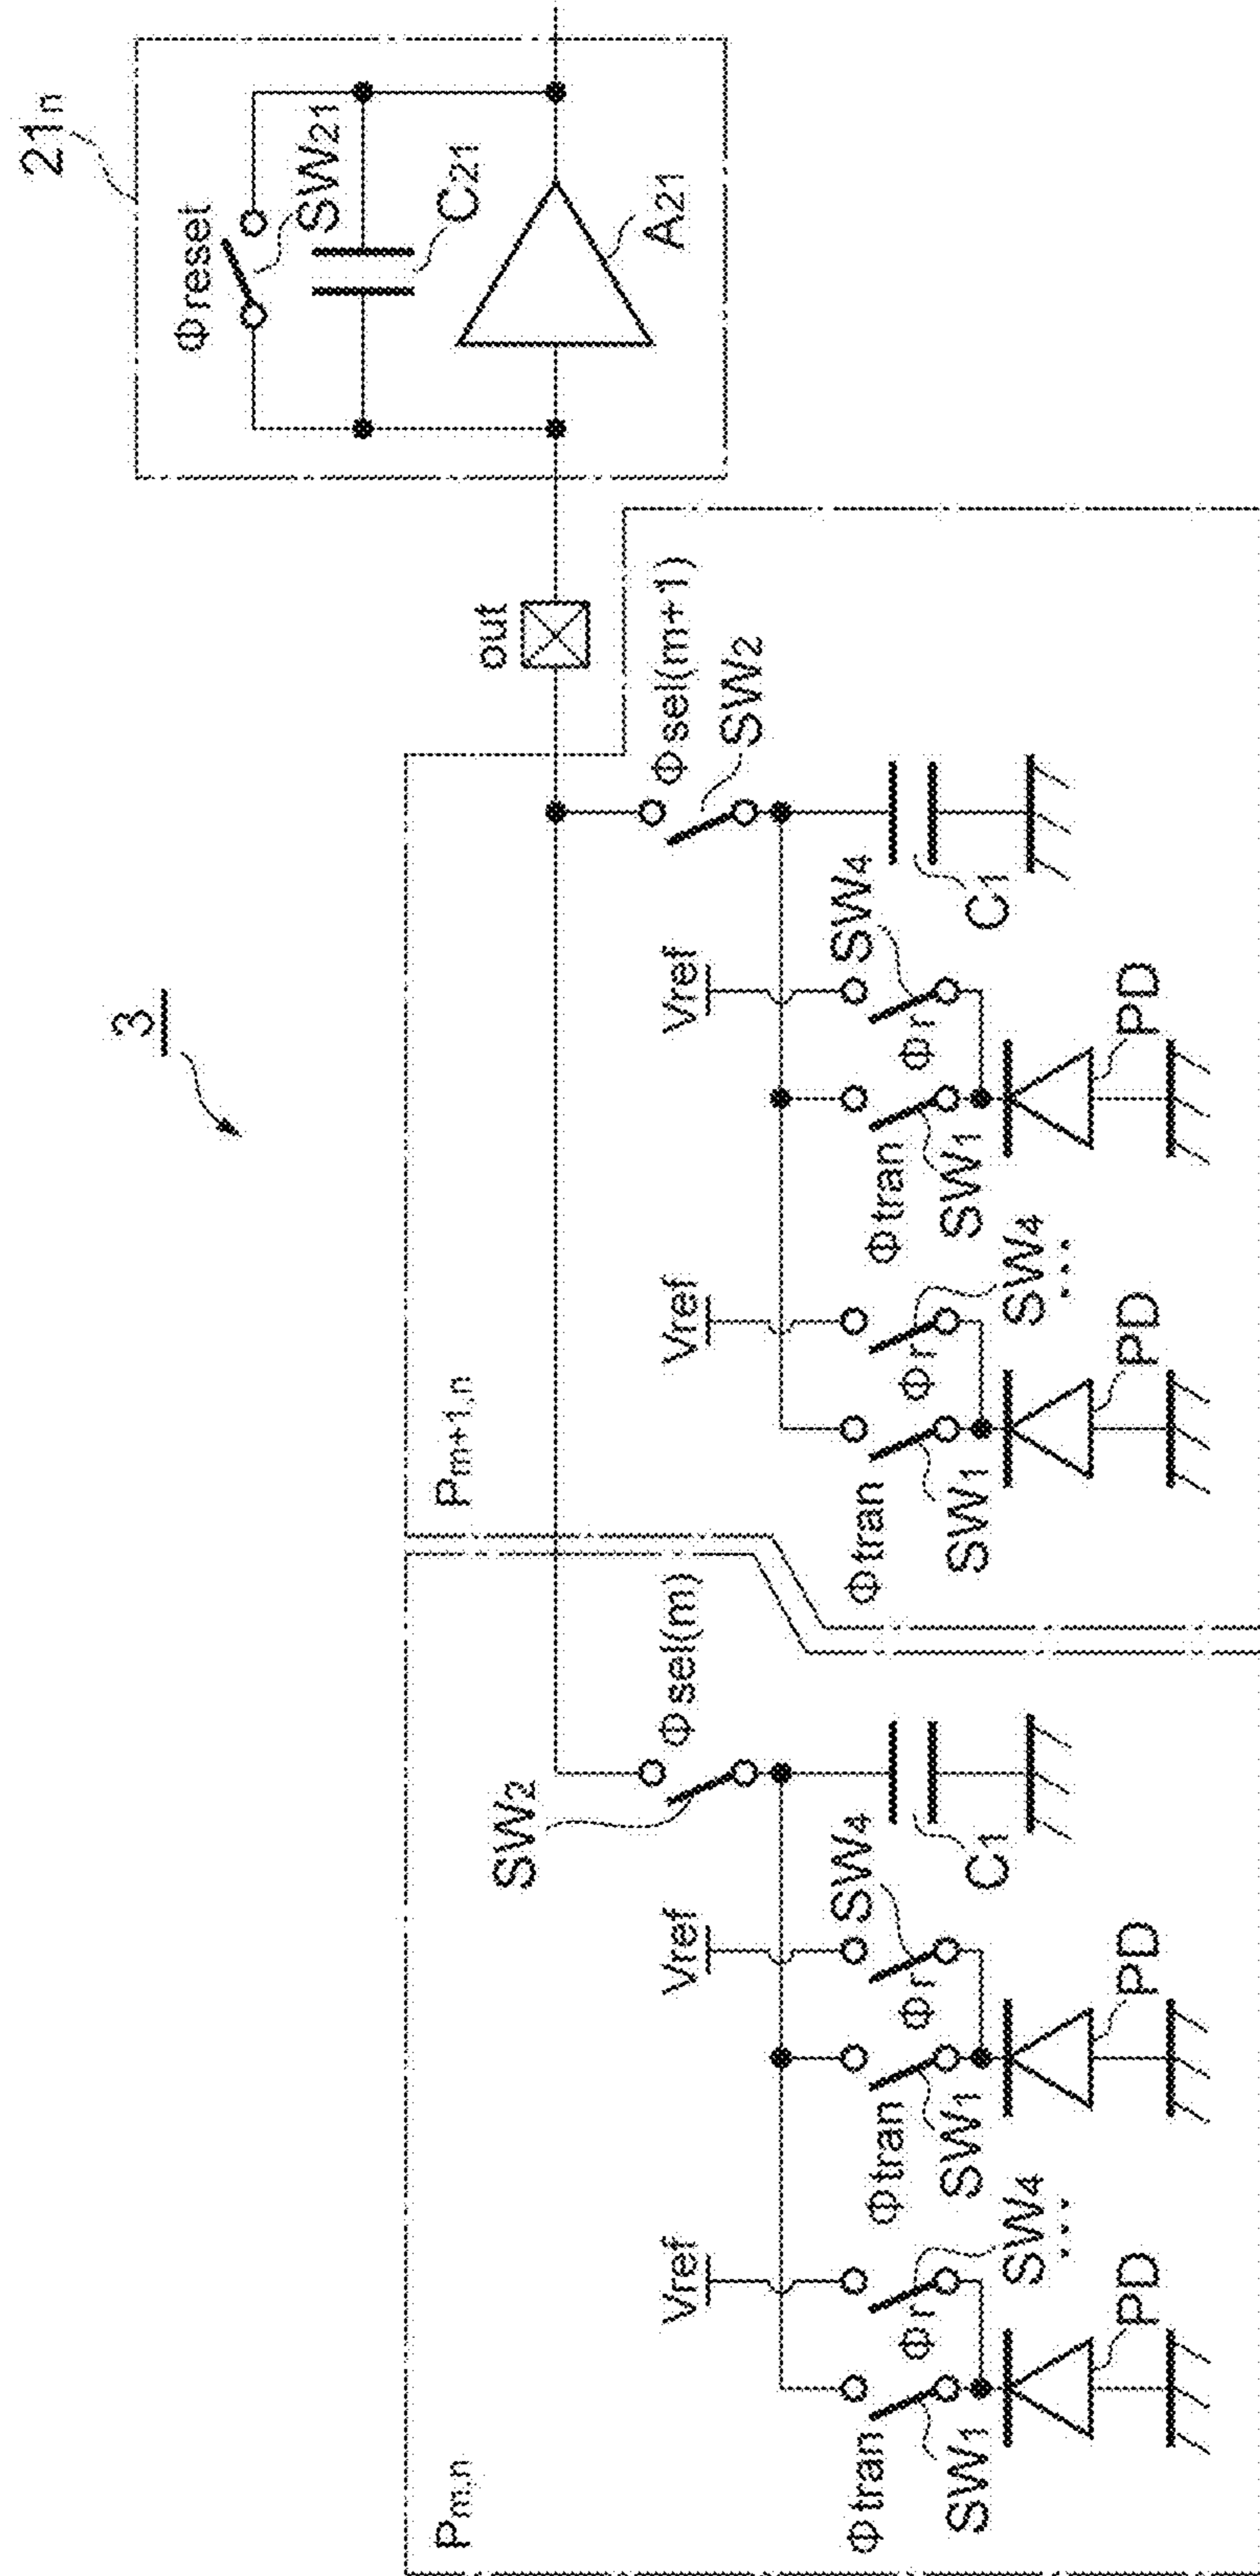 3
21n
Φreset
SW21
C21
A21
out
Pm,n
SW2
Φsel(m)
Vref
Vref
SW4
Φtran
Φr
Φtran
Φr
SW1
SW4
SW1
C1
...
PD
PD
Pm+1,n
Φsel(m+1)
SW2
Vref
Vref
SW4
Φtran
Φr
Φtran
Φr
SW1
SW4
SW1
C1
...
PD
PD